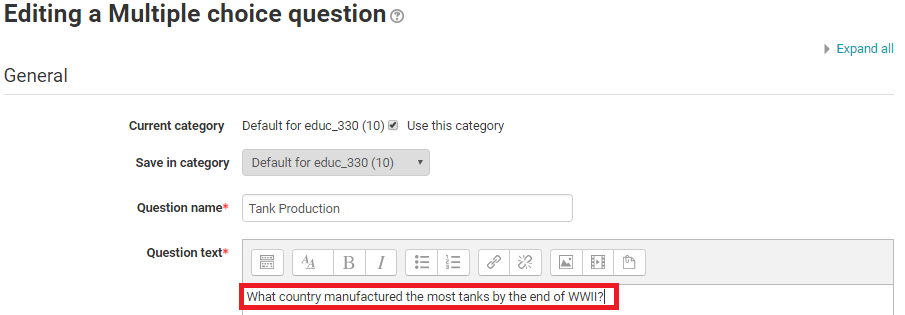 Editing a Multiple choice question
Expand all
General
Current category Default for educ_330 (10) Use this category
Save in category Default for educ_330 (10)
Question name* Tank Production
Question text*
B I
What country manufactured the most tanks by the end of WWII?